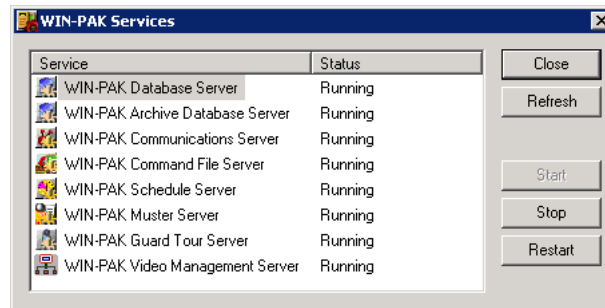 WIN-PAK Services
Service Status
WIN-PAK Database Server Running
WIN-PAK Archive Database Server Running
WIN-PAK Communications Server Running
WIN-PAK Command File Server Running
WIN-PAK Schedule Server Running
WIN-PAK Muster Server Running
WIN-PAK Guard Tour Server Running
WIN-PAK Video Management Server Running
Close
Refresh
Start
Stop
Restart